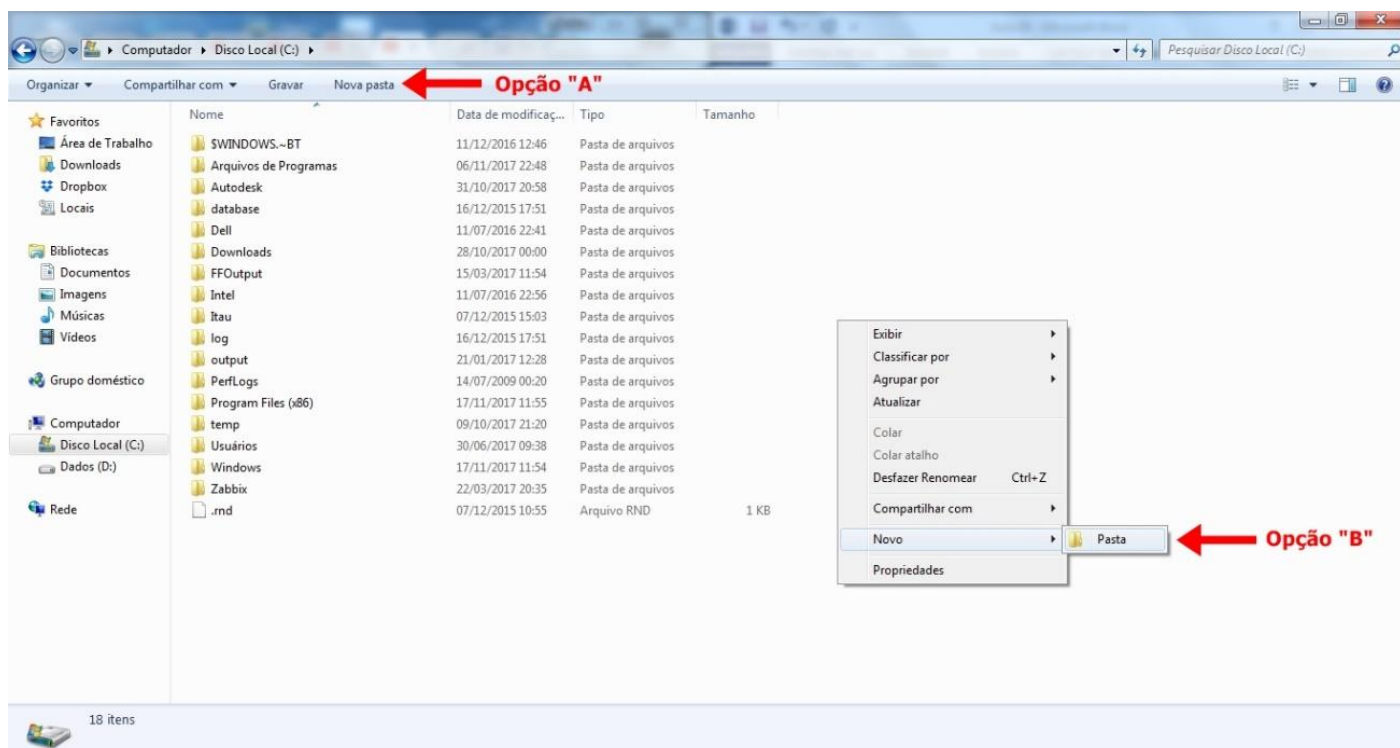 Computador Disco Local (C:)
Pesquisar Disco Local (C:)
Organizar Compartilhar com Gravar Nova pasta Opção "A"
Favoritos
Área de Trabalho
Downloads
Dropbox
Locais
Bibliotecas
Documentos
Imagens
Músicas
Vídeos
Grupo doméstico
Computador
Disco Local (C:)
Dados (D:)
Rede
Nome Data de modificaç... Tipo Tamanho
$WINDOWS.~BT 11/12/2016 12:46 Pasta de arquivos
Arquivos de Programas 06/11/2017 22:48 Pasta de arquivos
Autodesk 31/10/2017 20:58 Pasta de arquivos
database 16/12/2015 17:51 Pasta de arquivos
Dell 11/07/2016 22:41 Pasta de arquivos
Downloads 28/10/2017 00:00 Pasta de arquivos
FFOutput 15/03/2017 11:54 Pasta de arquivos
Intel 11/07/2016 22:56 Pasta de arquivos
Itau 07/12/2015 15:03 Pasta de arquivos
log 16/12/2015 17:51 Pasta de arquivos
output 21/01/2017 12:28 Pasta de arquivos
PerfLogs 14/07/2009 00:20 Pasta de arquivos
Program Files (x86) 17/11/2017 11:55 Pasta de arquivos
temp 09/10/2017 21:20 Pasta de arquivos
Usuários 30/06/2017 09:38 Pasta de arquivos
Windows 17/11/2017 11:54 Pasta de arquivos
Zabbix 22/03/2017 20:35 Pasta de arquivos
.rnd 07/12/2015 10:55 Arquivo RND 1 KB
Exibir
Classificar por
Agrupar por
Atualizar
Colar
Colar atalho
Desfazer Renomear Ctrl+Z
Compartilhar com
Novo Pasta Opção "B"
Propriedades
18 itens